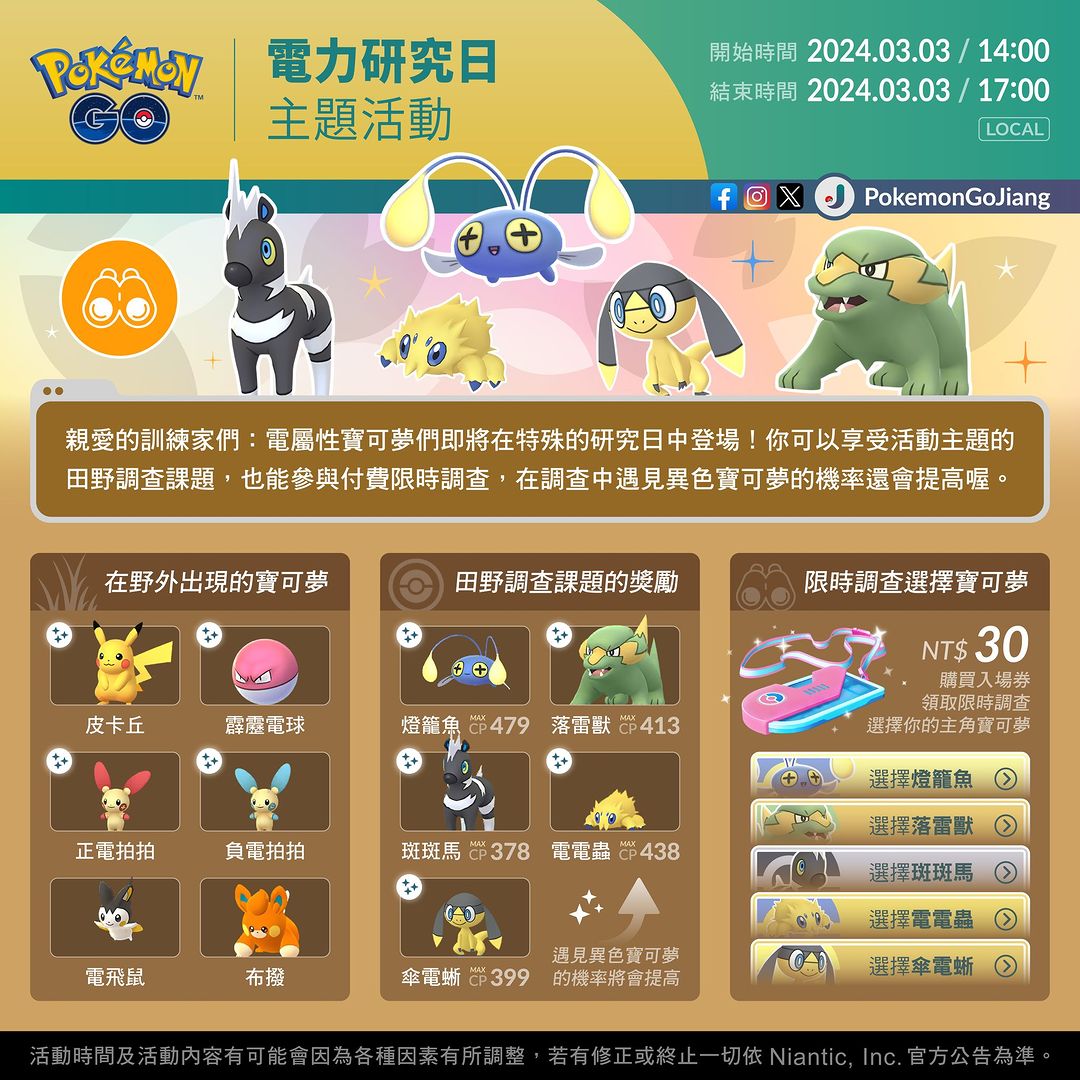 POKÉMON GO TM
電力研究日
主題活動
開始時間 2024.03.03 / 14:00
結束時間 2024.03.03 / 17:00
LOCAL
PokemonGoJiang
親愛的訓練家們：電屬性寶可夢們即將在特殊的研究日中登場！你可以享受活動主題的
田野調查課題，也能參與付費限時調查，在調查中遇見異色寶可夢的機率還會提高喔。
在野外出現的寶可夢
皮卡丘
霹靂電球
正電拍拍
負電拍拍
電飛鼠
布撥
田野調查課題的獎勵
燈籠魚 MAX CP 479
落雷獸 MAX CP 413
斑斑馬 MAX CP 378
電電蟲 MAX CP 438
傘電蜥 MAX CP 399
遇見異色寶可夢
的機率將會提高
限時調查選擇寶可夢
NT$ 30
購買入場券
領取限時調查
選擇你的主角寶可夢
選擇燈籠魚
選擇落雷獸
選擇斑斑馬
選擇電電蟲
選擇傘電蜥
活動時間及活動內容有可能會因為各種因素有所調整，若有修正或終止一切依 Niantic, Inc. 官方公告為準。